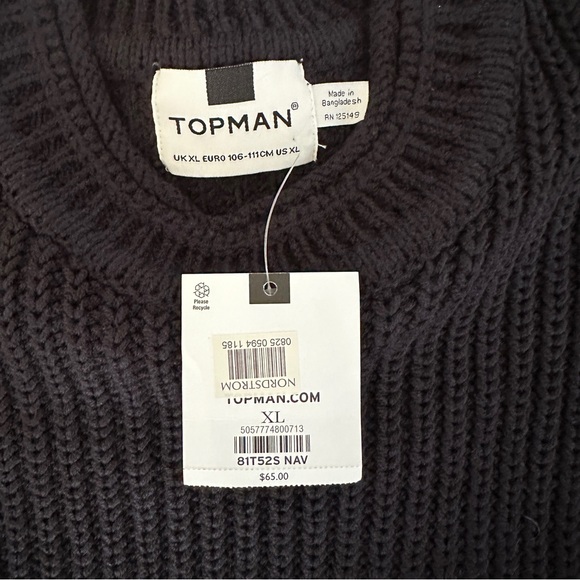 TOPMAN®
UK XL EURO 106-111CM US XL
Made in
Bangladesh
RN 125149
Please
Recycle
NORDSTROM
0825 0594 1185
TOPMAN.COM
XL
5057774800713
81T52S NAV
$65.00